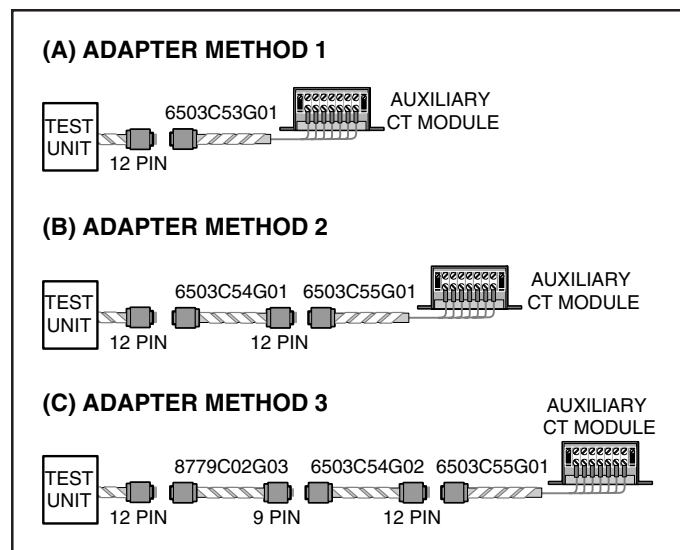 (A) ADAPTER METHOD 1
TEST
UNIT
12 PIN
6503C53G01
AUXILIARY
CT MODULE
(B) ADAPTER METHOD 2
TEST
UNIT
12 PIN
6503C54G01
12 PIN
6503C55G01
AUXILIARY
CT MODULE
(C) ADAPTER METHOD 3
TEST
UNIT
12 PIN
8779C02G03
9 PIN
6503C54G02
12 PIN
6503C55G01
AUXILIARY
CT MODULE